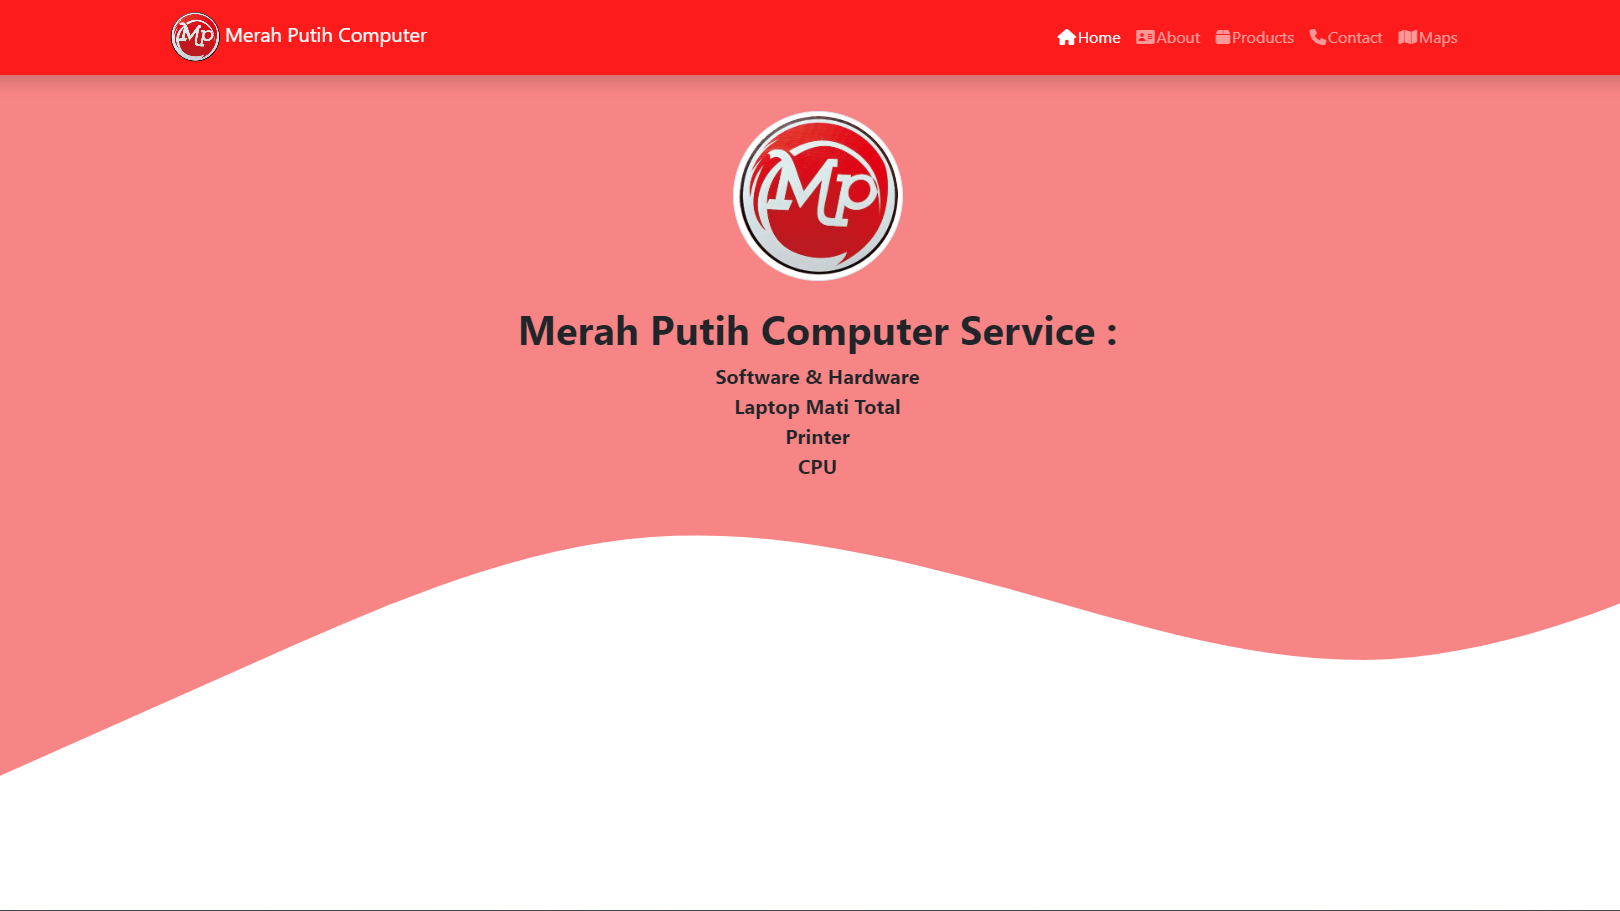 Mp Merah Putih Computer
Home About Products Contact Maps
Mp
Merah Putih Computer Service :
Software & Hardware
Laptop Mati Total
Printer
CPU